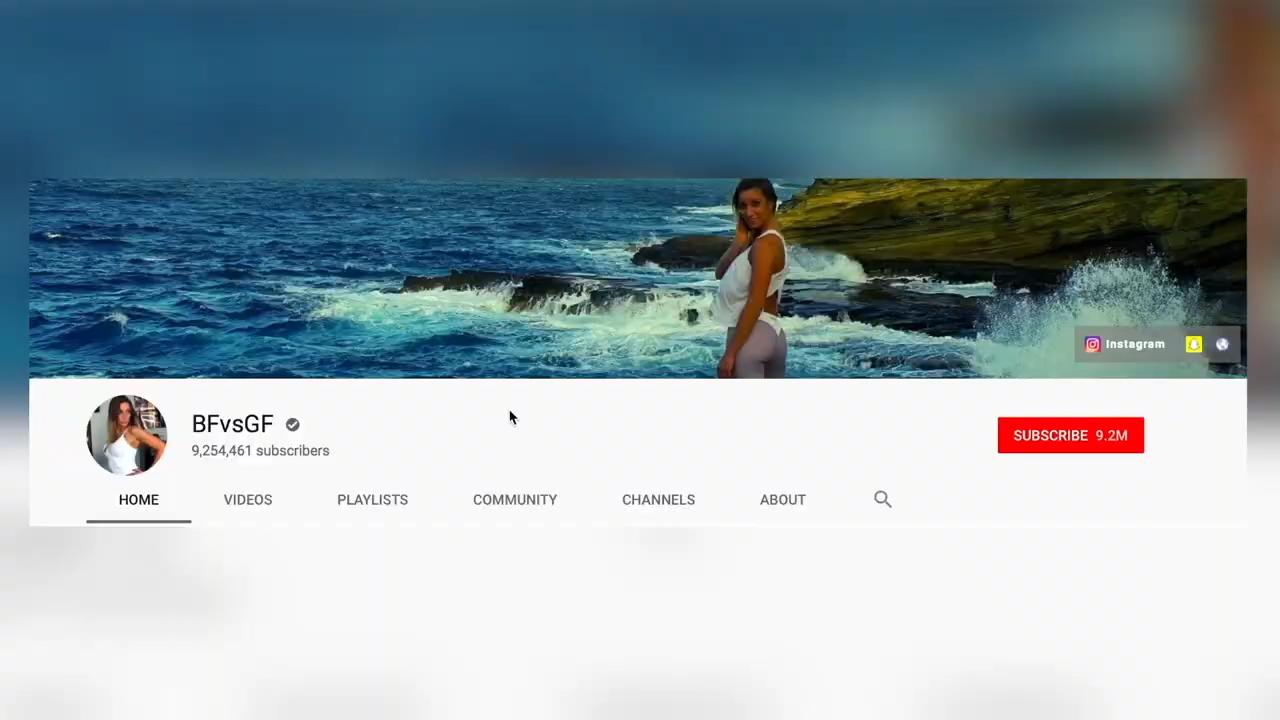 Instagram
BFvsGF
9,254,461 subscribers
SUBSCRIBE 9.2M
HOME VIDEOS PLAYLISTS COMMUNITY CHANNELS ABOUT